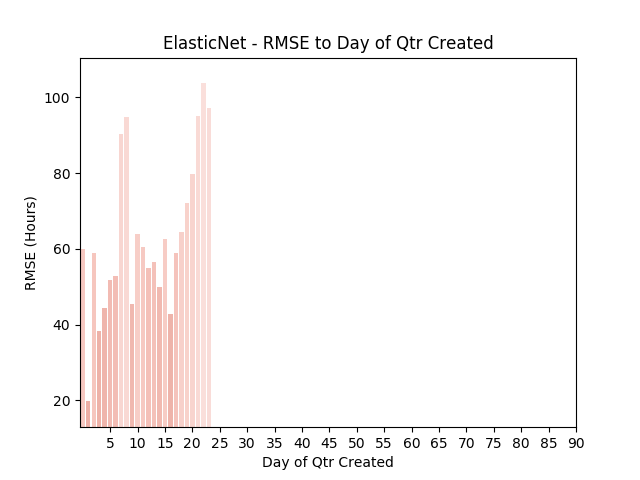 ElasticNet - RMSE to Day of Qtr Created
RMSE (Hours)
100
80
60
40
20
5 10 15 20 25 30 35 40 45 50 55 60 65 70 75 80 85 90
Day of Qtr Created